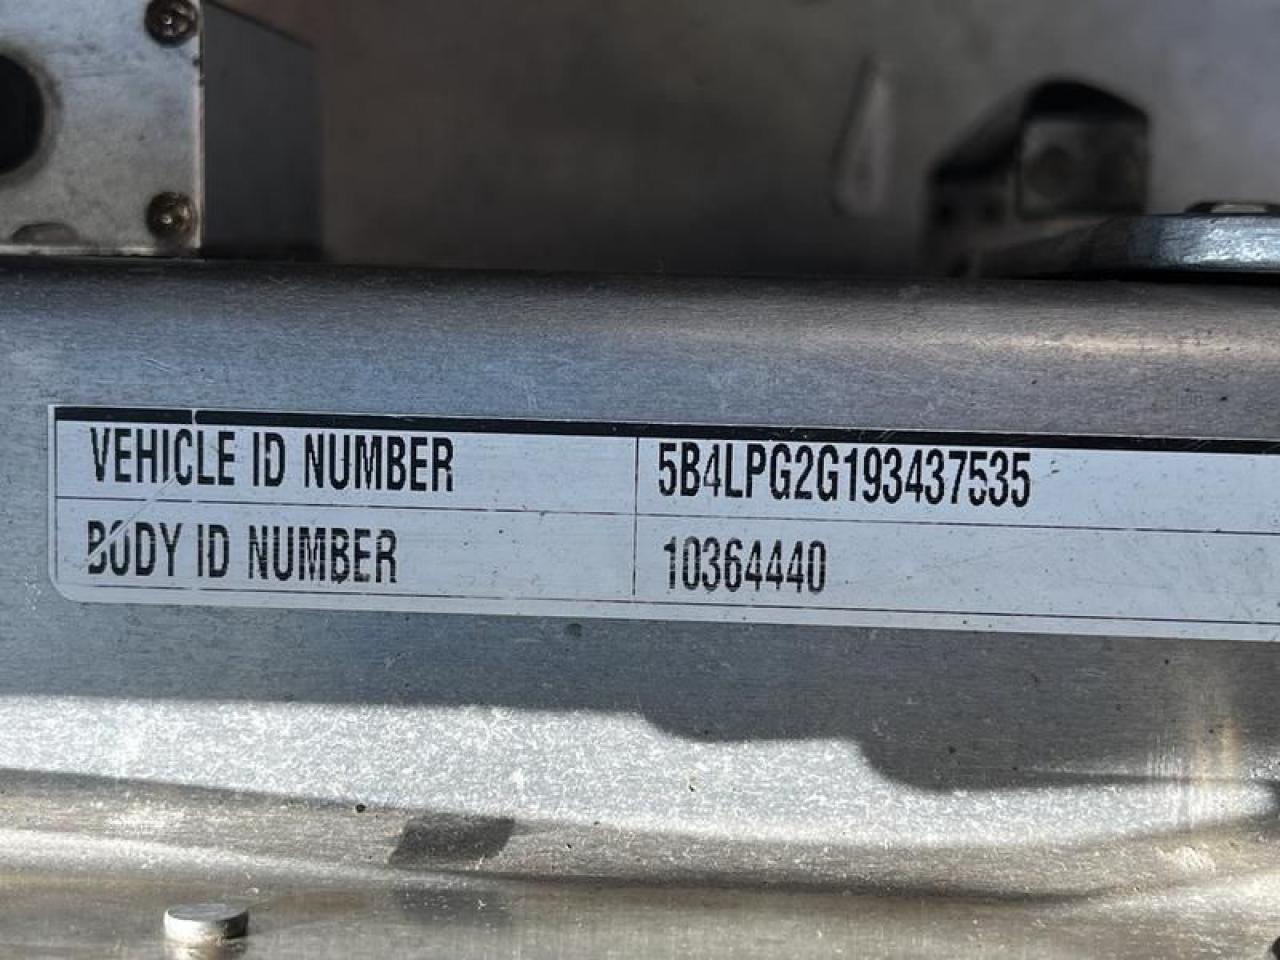 VEHICLE ID NUMBER 5B4LPG2G193437535
BODY ID NUMBER 10364440